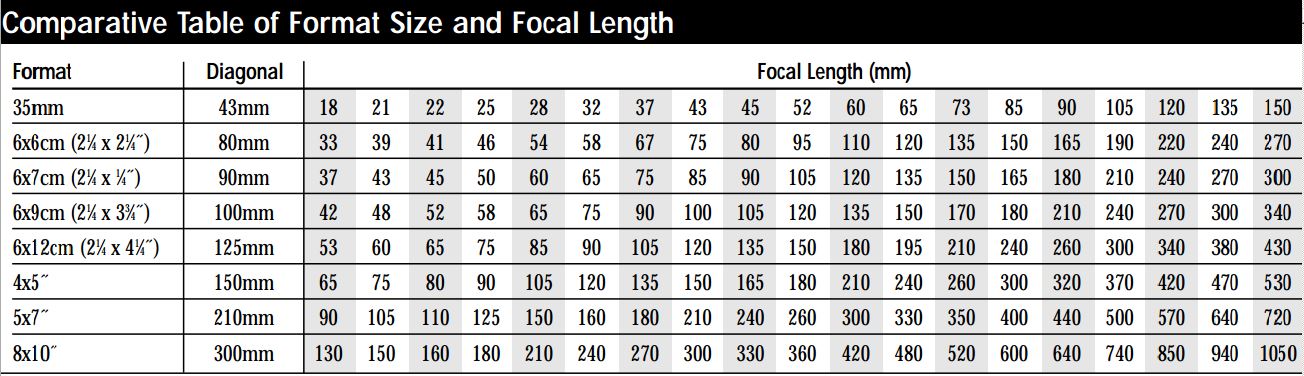 Comparative Table of Format Size and Focal Length
Format Diagonal Focal Length (mm)
35mm 43mm 18 21 22 25 28 32 37 43 45 52 60 65 73 85 90 105 120 135 150
6x6cm (2¼ x 2¼˝) 80mm 33 39 41 46 54 58 67 75 80 95 110 120 135 150 165 190 220 240 270
6x7cm (2¼ x ¼˝) 90mm 37 43 45 50 60 65 75 85 90 105 120 135 150 165 180 210 240 270 300
6x9cm (2¼ x 3¾˝) 100mm 42 48 52 58 65 75 90 100 105 120 135 150 170 180 210 240 270 300 340
6x12cm (2¼ x 4¼˝) 125mm 53 60 65 75 85 90 105 120 135 150 180 195 210 240 260 300 340 380 430
4x5˝ 150mm 65 75 80 90 105 120 135 150 165 180 210 240 260 300 320 370 420 470 530
5x7˝ 210mm 90 105 110 125 150 160 180 210 240 260 300 330 350 400 440 500 570 640 720
8x10˝ 300mm 130 150 160 180 210 240 270 300 330 360 420 480 520 600 640 740 850 940 1050